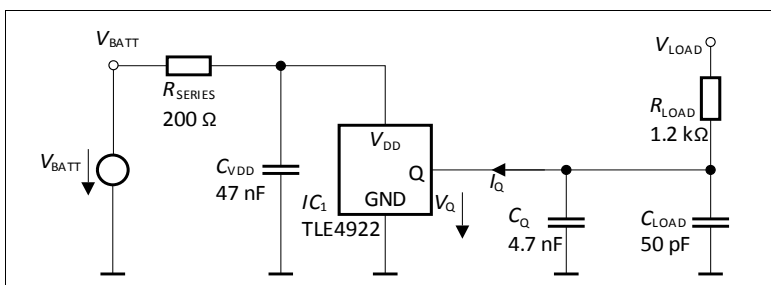 VBATT
RSERIES
200 Ω
VBATT
CVDD
47 nF
VDD
Q
GND
IC1
TLE4922
VQ
IQ
CQ
4.7 nF
VLOAD
RLOAD
1.2 kΩ
CLOAD
50 pF